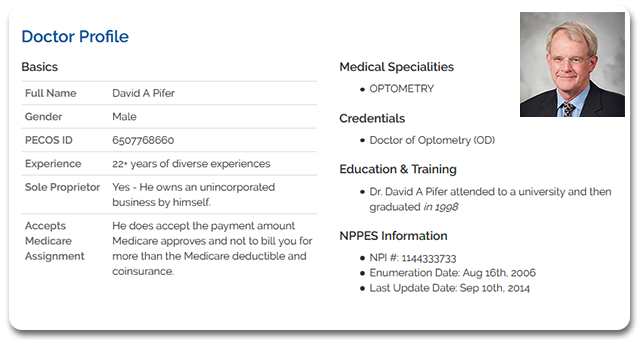 Doctor Profile
Basics
Full Name David A Pifer
Gender Male
PECOS ID 6507768660
Experience 22+ years of diverse experiences
Sole Proprietor Yes - He owns an unincorporated
business by himself.
Accepts He does accept the payment amount
Medicare Medicare approves and not to bill you for
Assignment more than the Medicare deductible and
coinsurance.
Medical Specialities
• OPTOMETRY
Credentials
• Doctor of Optometry (OD)
Education & Training
• Dr. David A Pifer attended to a university and then
graduated in 1998
NPPES Information
• NPI #: 1144333733
• Enumeration Date: Aug 16th, 2006
• Last Update Date: Sep 10th, 2014